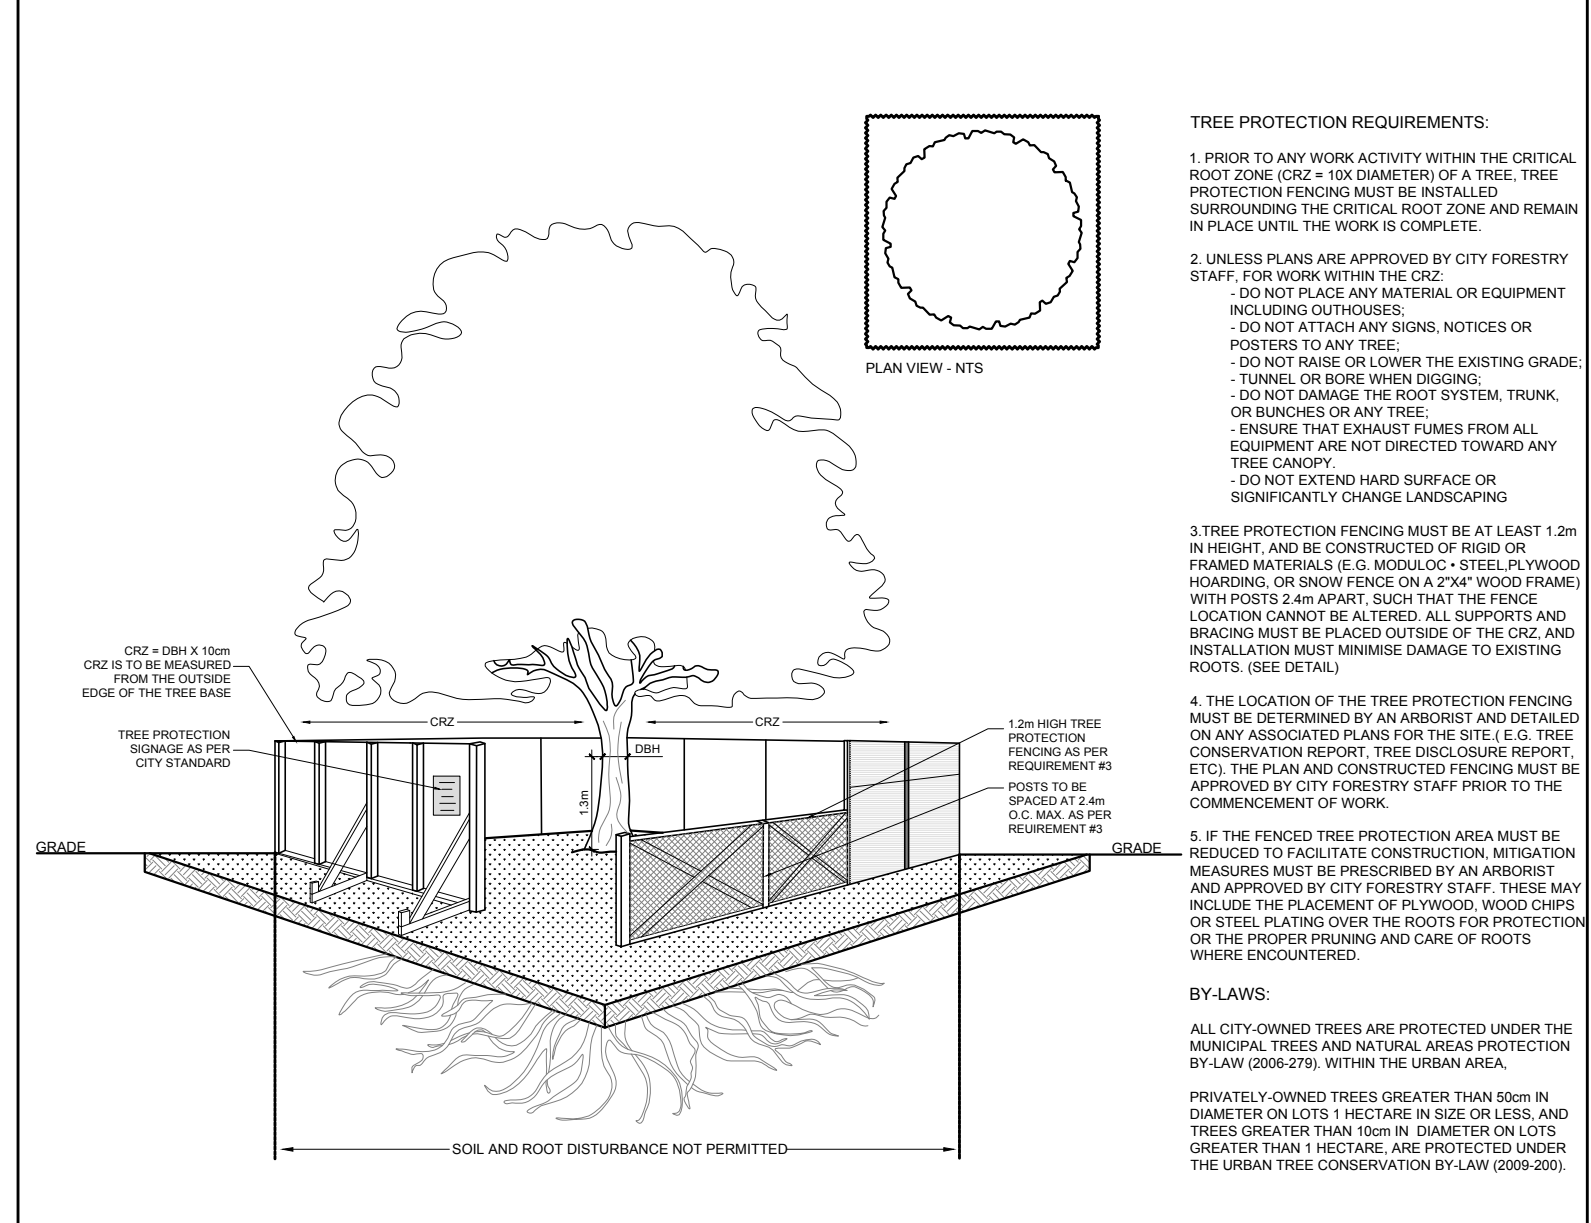 PLAN VIEW - NTS
CRZ = DBH X 10cm
CRZ IS TO BE MEASURED
FROM THE OUTSIDE
EDGE OF THE TREE BASE
TREE PROTECTION
SIGNAGE AS PER
CITY STANDARD
CRZ
CRZ
DBH
1.3m
1.2m HIGH TREE
PROTECTION
FENCING AS PER
REQUIREMENT #3
POSTS TO BE
SPACED AT 2.4m
O.C. MAX. AS PER
REUIREMENT #3
GRADE
GRADE
SOIL AND ROOT DISTURBANCE NOT PERMITTED
TREE PROTECTION REQUIREMENTS:
1. PRIOR TO ANY WORK ACTIVITY WITHIN THE CRITICAL
ROOT ZONE (CRZ = 10X DIAMETER) OF A TREE, TREE
PROTECTION FENCING MUST BE INSTALLED
SURROUNDING THE CRITICAL ROOT ZONE AND REMAIN
IN PLACE UNTIL THE WORK IS COMPLETE.
2. UNLESS PLANS ARE APPROVED BY CITY FORESTRY
STAFF, FOR WORK WITHIN THE CRZ:
- DO NOT PLACE ANY MATERIAL OR EQUIPMENT
INCLUDING OUTHOUSES;
- DO NOT ATTACH ANY SIGNS, NOTICES OR
POSTERS TO ANY TREE;
- DO NOT RAISE OR LOWER THE EXISTING GRADE;
- TUNNEL OR BORE WHEN DIGGING;
- DO NOT DAMAGE THE ROOT SYSTEM, TRUNK,
OR BUNCHES OR ANY TREE;
- ENSURE THAT EXHAUST FUMES FROM ALL
EQUIPMENT ARE NOT DIRECTED TOWARD ANY
TREE CANOPY.
- DO NOT EXTEND HARD SURFACE OR
SIGNIFICANTLY CHANGE LANDSCAPING
3.TREE PROTECTION FENCING MUST BE AT LEAST 1.2m
IN HEIGHT, AND BE CONSTRUCTED OF RIGID OR
FRAMED MATERIALS (E.G. MODULOC • STEEL,PLYWOOD
HOARDING, OR SNOW FENCE ON A 2"X4" WOOD FRAME)
WITH POSTS 2.4m APART, SUCH THAT THE FENCE
LOCATION CANNOT BE ALTERED. ALL SUPPORTS AND
BRACING MUST BE PLACED OUTSIDE OF THE CRZ, AND
INSTALLATION MUST MINIMISE DAMAGE TO EXISTING
ROOTS. (SEE DETAIL)
4. THE LOCATION OF THE TREE PROTECTION FENCING
MUST BE DETERMINED BY AN ARBORIST AND DETAILED
ON ANY ASSOCIATED PLANS FOR THE SITE.( E.G. TREE
CONSERVATION REPORT, TREE DISCLOSURE REPORT,
ETC). THE PLAN AND CONSTRUCTED FENCING MUST BE
APPROVED BY CITY FORESTRY STAFF PRIOR TO THE
COMMENCEMENT OF WORK.
5. IF THE FENCED TREE PROTECTION AREA MUST BE
REDUCED TO FACILITATE CONSTRUCTION, MITIGATION
MEASURES MUST BE PRESCRIBED BY AN ARBORIST
AND APPROVED BY CITY FORESTRY STAFF. THESE MAY
INCLUDE THE PLACEMENT OF PLYWOOD, WOOD CHIPS
OR STEEL PLATING OVER THE ROOTS FOR PROTECTION
OR THE PROPER PRUNING AND CARE OF ROOTS
WHERE ENCOUNTERED.
BY-LAWS:
ALL CITY-OWNED TREES ARE PROTECTED UNDER THE
MUNICIPAL TREES AND NATURAL AREAS PROTECTION
BY-LAW (2006-279). WITHIN THE URBAN AREA,
PRIVATELY-OWNED TREES GREATER THAN 50cm IN
DIAMETER ON LOTS 1 HECTARE IN SIZE OR LESS, AND
TREES GREATER THAN 10cm IN DIAMETER ON LOTS
GREATER THAN 1 HECTARE, ARE PROTECTED UNDER
THE URBAN TREE CONSERVATION BY-LAW (2009-200).